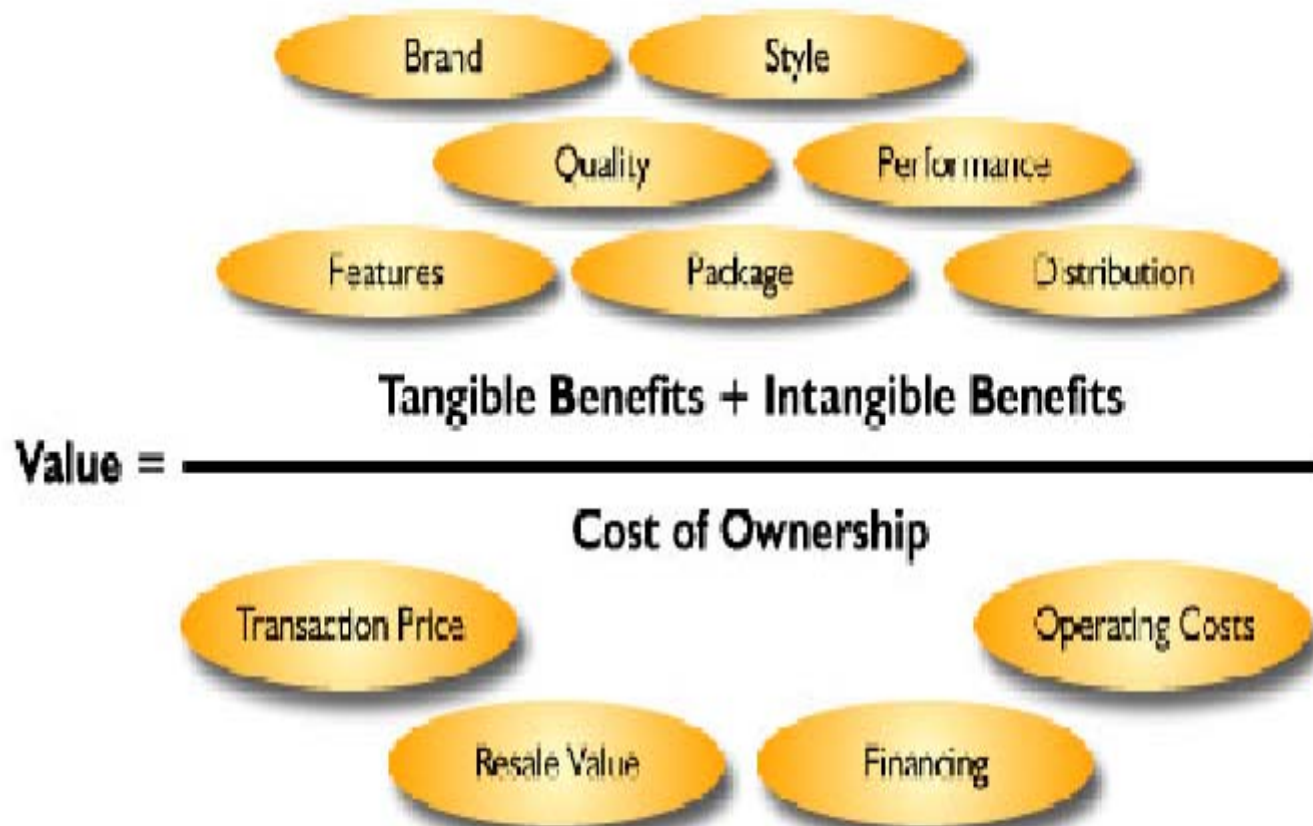 Brand Style
Quality Performance
Features Package Distribution
Tangible Benefits + Intangible Benefits
Value =
Cost of Ownership
Transaction Price Operating Costs
Resale Value Financing